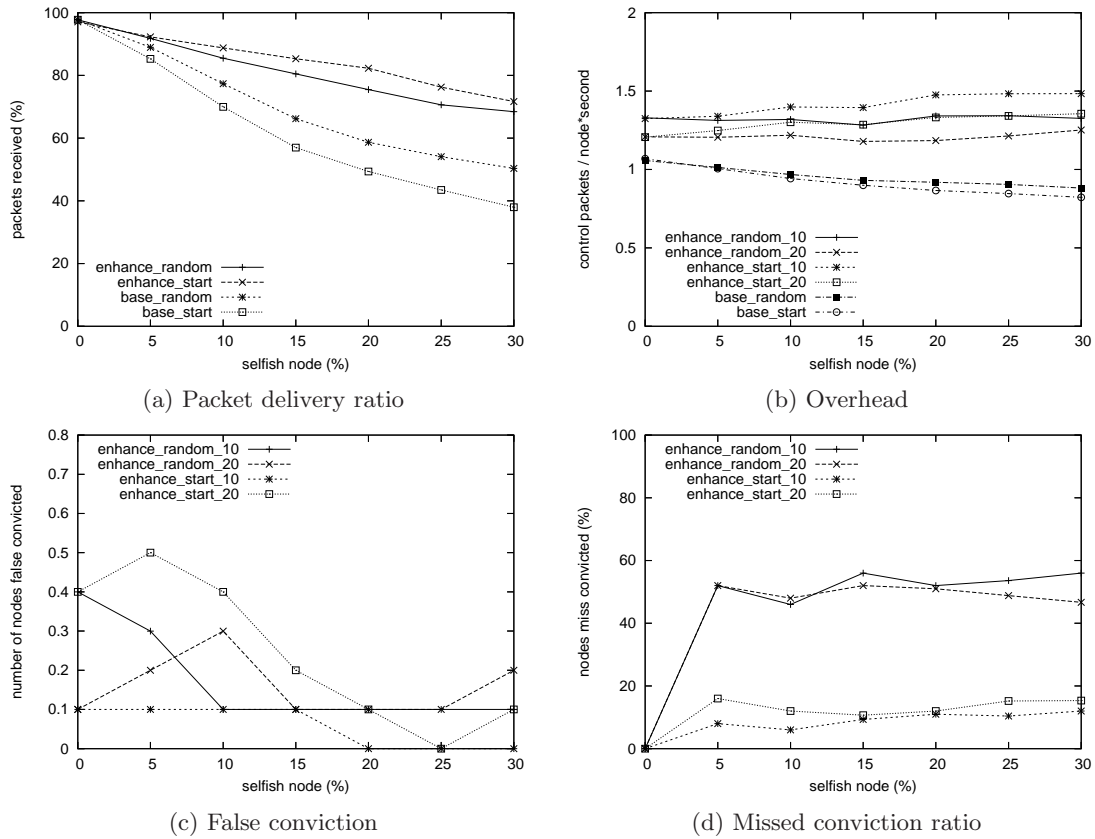 100
80
60
40
20
0
packets received (%)
enhance_random
enhance_start
base_random
base_start
0 5 10 15 20 25 30
selfish node (%)
(a) Packet delivery ratio
2
1.5
1
0.5
0
control packets / node*second
enhance_random_10
enhance_random_20
enhance_start_10
enhance_start_20
base_random
base_start
0 5 10 15 20 25 30
selfish node (%)
(b) Overhead
0.8
0.7
0.6
0.5
0.4
0.3
0.2
0.1
0
number of nodes false convicted
enhance_random_10
enhance_random_20
enhance_start_10
enhance_start_20
0 5 10 15 20 25 30
selfish node (%)
(c) False conviction
100
80
60
40
20
0
nodes miss convicted (%)
enhance_random_10
enhance_random_20
enhance_start_10
enhance_start_20
0 5 10 15 20 25 30
selfish node (%)
(d) Missed conviction ratio